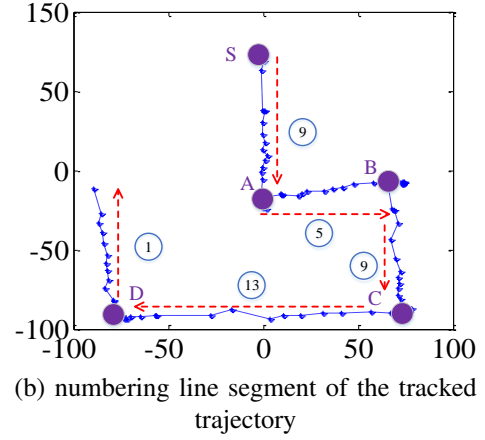 150
S
50
9
B
0
A
5
1
-50
9
D
13
C
-100
-100
-50
0
50
100
(b) numbering line segment of the tracked
trajectory